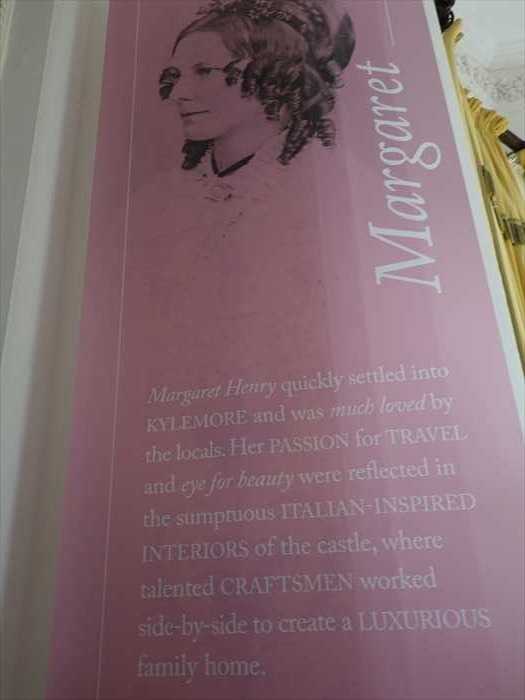 Margaret
Margaret Henry quickly settled into
KYLEMORE and was much loved by
the locals. Her PASSION for TRAVEL
and eye for beauty were reflected in
the sumptuous ITALIAN-INSPIRED
INTERIORS of the castle, where
talented CRAFTSMEN worked
side-by-side to create a LUXURIOUS
family home.